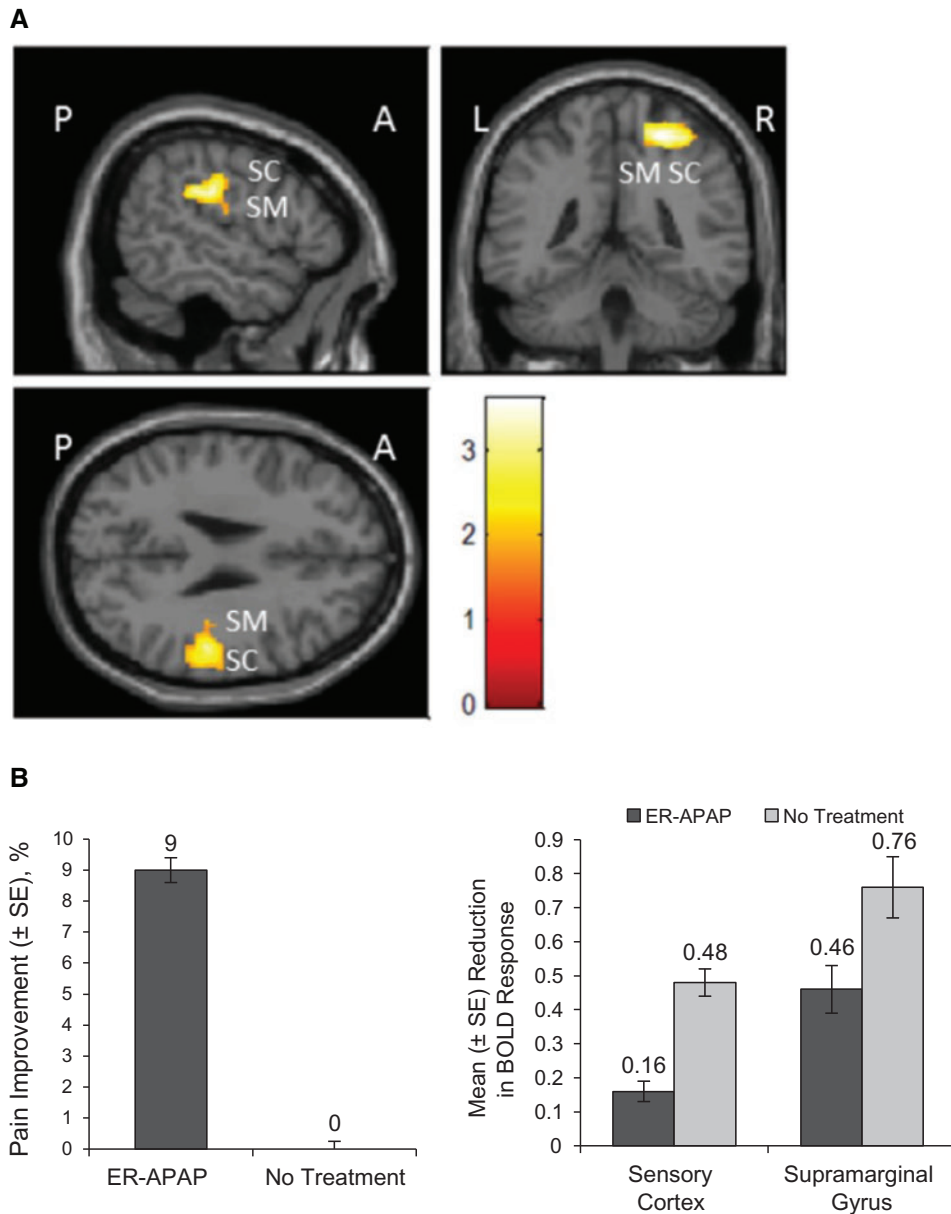 A
P A
SC
SM
L R
SM SC
P A
SM
SC
3
2
1
0
B
Pain Improvement (± SE), %
10
9
8
7
6
5
4
3
2
1
0
9
0
ER-APAP No Treatment
ER-APAP No Treatment
Mean (± SE) Reduction
in BOLD Response
0.9
0.8
0.7
0.6
0.5
0.4
0.3
0.2
0.1
0
0.16
0.48
0.46
0.76
Sensory
Cortex
Supramarginal
Gyrus